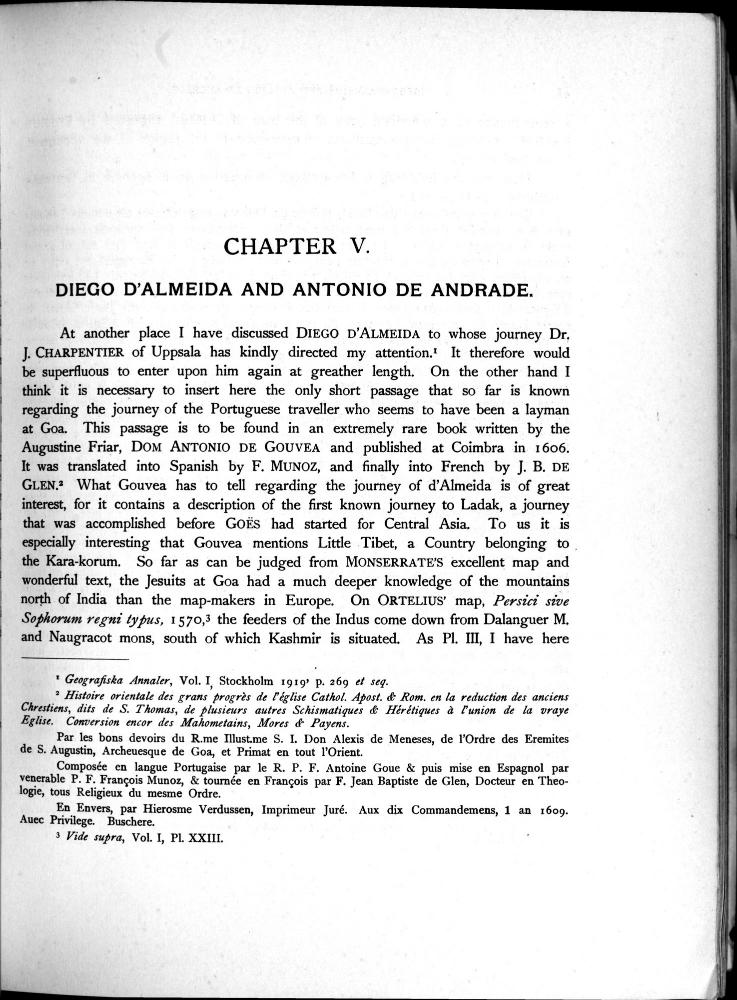 CHAPTER V.
DIEGO D'ALMEIDA AND ANTONIO DE ANDRADE.
At another place I have discussed DIEGO D'ALMEIDA to whose journey Dr.
J. CHARPENTIER of Uppsala has kindly directed my attention.¹ It therefore would
be superfluous to enter upon him again at greather length. On the other hand I
think it is necessary to insert here the only short passage that so far is known
regarding the journey of the Portuguese traveller who seems to have been a layman
at Goa. This passage is to be found in an extremely rare book written by the
Augustine Friar, DOM ANTONIO DE GOUVEA and published at Coimbra in 1606.
It was translated into Spanish by F. MUNOZ, and finally into French by J. B. DE
GLEN.² What Gouvea has to tell regarding the journey of d'Almeida is of great
interest, for it contains a description of the first known journey to Ladak, a journey
that was accomplished before GOËS had started for Central Asia. To us it is
especially interesting that Gouvea mentions Little Tibet, a Country belonging to
the Kara-korum. So far as can be judged from MONSERRATE'S excellent map and
wonderful text, the Jesuits at Goa had a much deeper knowledge of the mountains
north of India than the map-makers in Europe. On ORTELIUS' map, Persici sive
Sophorum regni typus, 1570,³ the feeders of the Indus come down from Dalanguer M.
and Naugracot mons, south of which Kashmir is situated. As Pl. III, I have here
¹ Geografiska Annaler, Vol. I, Stockholm 1919, p. 269 et seq.
² Histoire orientale des grans progrès de l'église Cathol. Apost. & Rom. en la reduction des anciens
Chrestiens, dits de S. Thomas, de plusieurs autres Schismatiques & Hérétiques à l'union de la vraye
Eglise. Conversion encor des Mahometains, Mores & Payens.
Par les bons devoirs du R.me Illust.me S. I. Don Alexis de Meneses, de l'Ordre des Eremites
de S. Augustin, Archeuesque de Goa, et Primat en tout l'Orient.
Composée en langue Portugaise par le R. P. F. Antoine Goue & puis mise en Espagnol par
venerable P. F. François Munoz, & tournée en François par F. Jean Baptiste de Glen, Docteur en Theo-
logie, tous Religieux du mesme Ordre.
En Envers, par Hierosme Verdussen, Imprimeur Juré. Aux dix Commandemens, 1 an 1609.
Auec Privilege. Buschere.
³ Vide supra, Vol. I, Pl. XXIII.